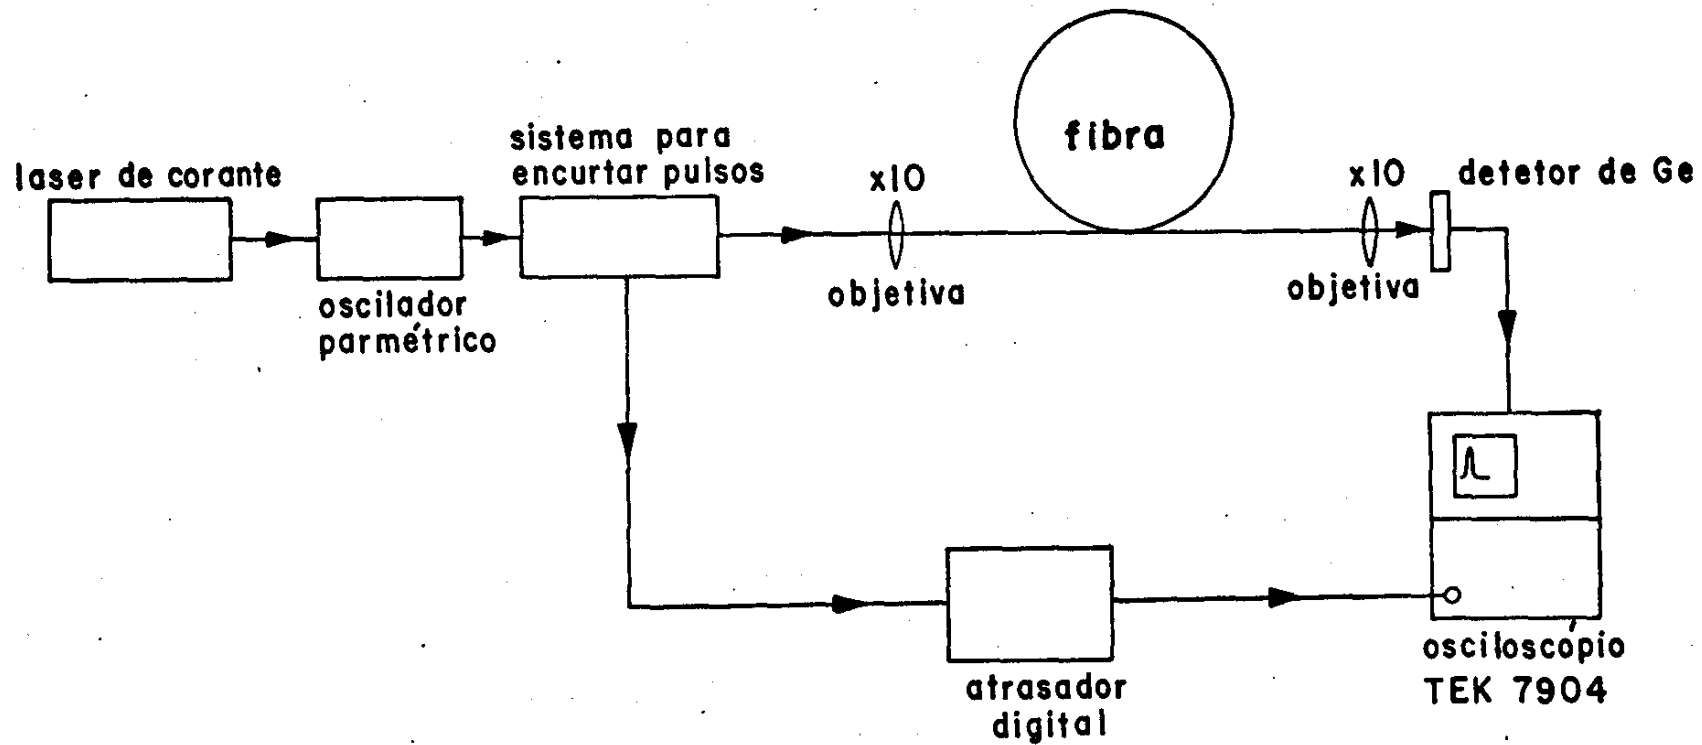 laser de corante
oscilador
parmétrico
sistema para
encurtar pulsos
x10
objetiva
fibra
x10
objetiva
detetor de Ge
atrasador
digital
osciloscópio
TEK 7904